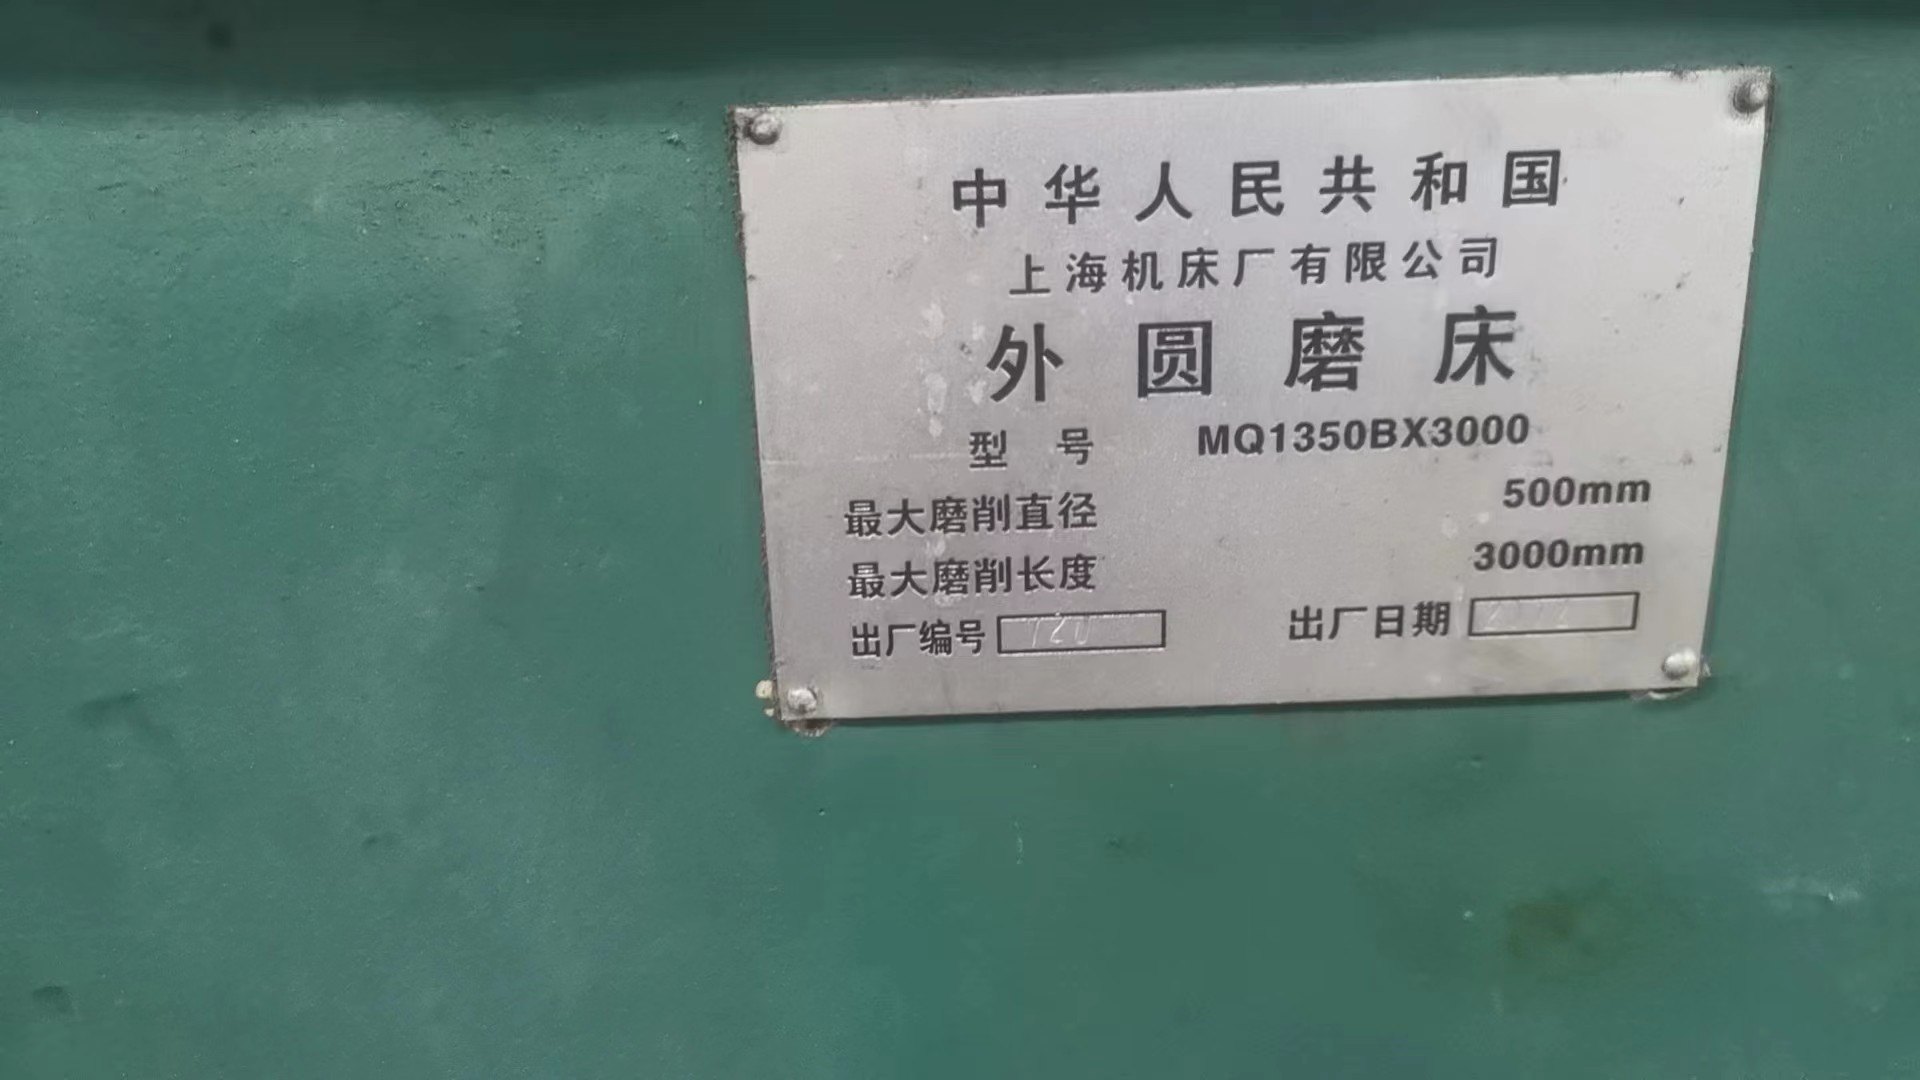 中华人民共和国
上海机床厂有限公司
外圆磨床
型号 MQ1350BX3000
最大磨削直径 500mm
最大磨削长度 3000mm
出厂编号 出厂日期